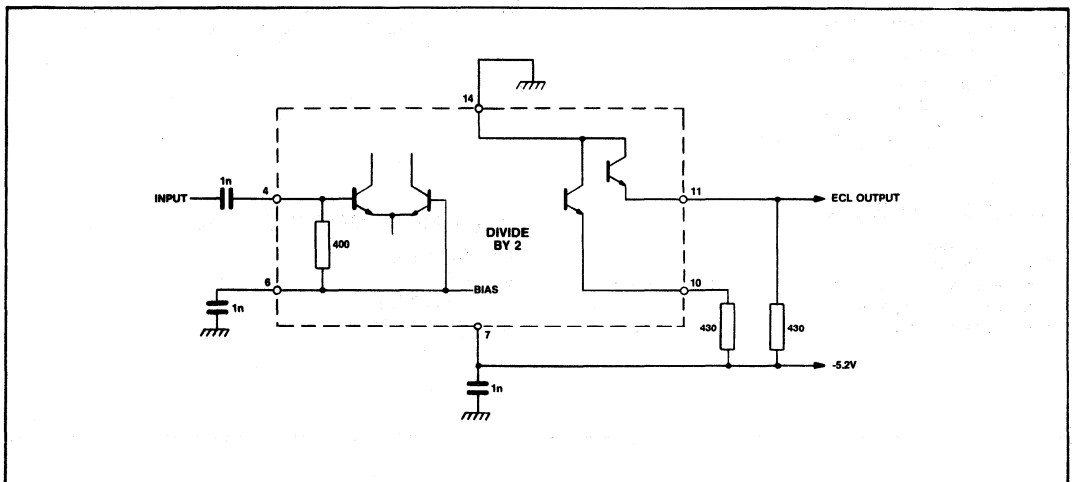 14
1n
INPUT
4
11
ECL OUTPUT
DIVIDE
BY 2
400
6
BIAS
10
1n
430
430
7
-5.2V
1n